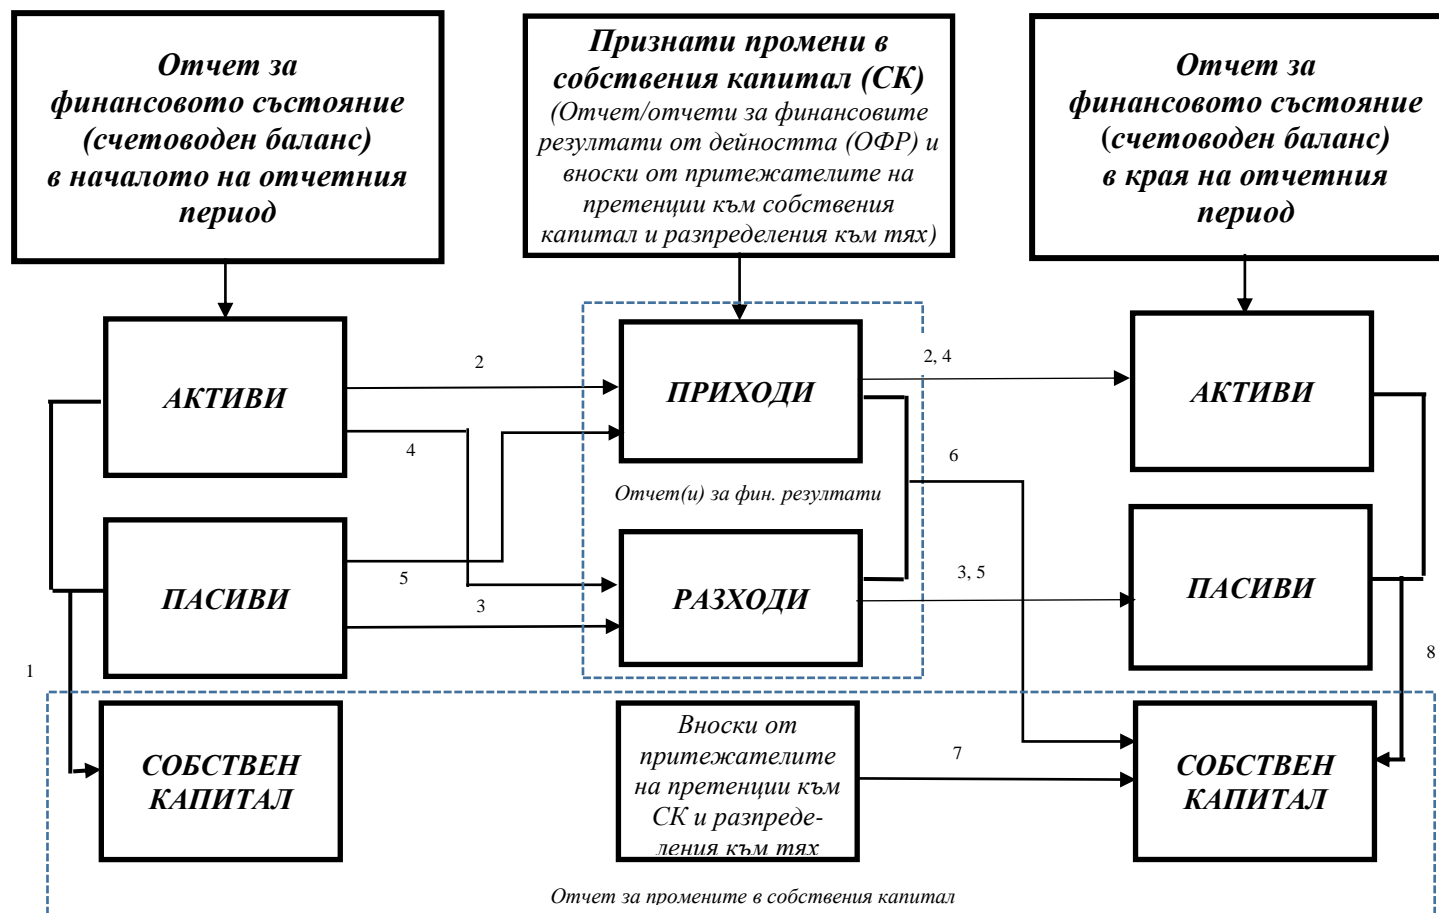 Отчет за
финансовото състояние
(счетоводен баланс)
в началото на отчетния
период
Признати промени в
собствения капитал (СК)
(Отчет/отчети за финансовите
резултати от дейността (ОФР) и
вноски от притежателите на
претенции към собствения
капитал и разпределения към тях)
Отчет за
финансовото състояние
(счетоводен баланс)
в края на отчетния
период
АКТИВИ
2
4
ПРИХОДИ
2, 4
АКТИВИ
6
Отчет(и) за фин. резултати
ПАСИВИ
5
3
РАЗХОДИ
3, 5
ПАСИВИ
1
8
СОБСТВЕН
КАПИТАЛ
Вноски от
притежателите
на претенции към
СК и разпреде-
ления към тях
7
СОБСТВЕН
КАПИТАЛ
Отчет за промените в собствения капитал